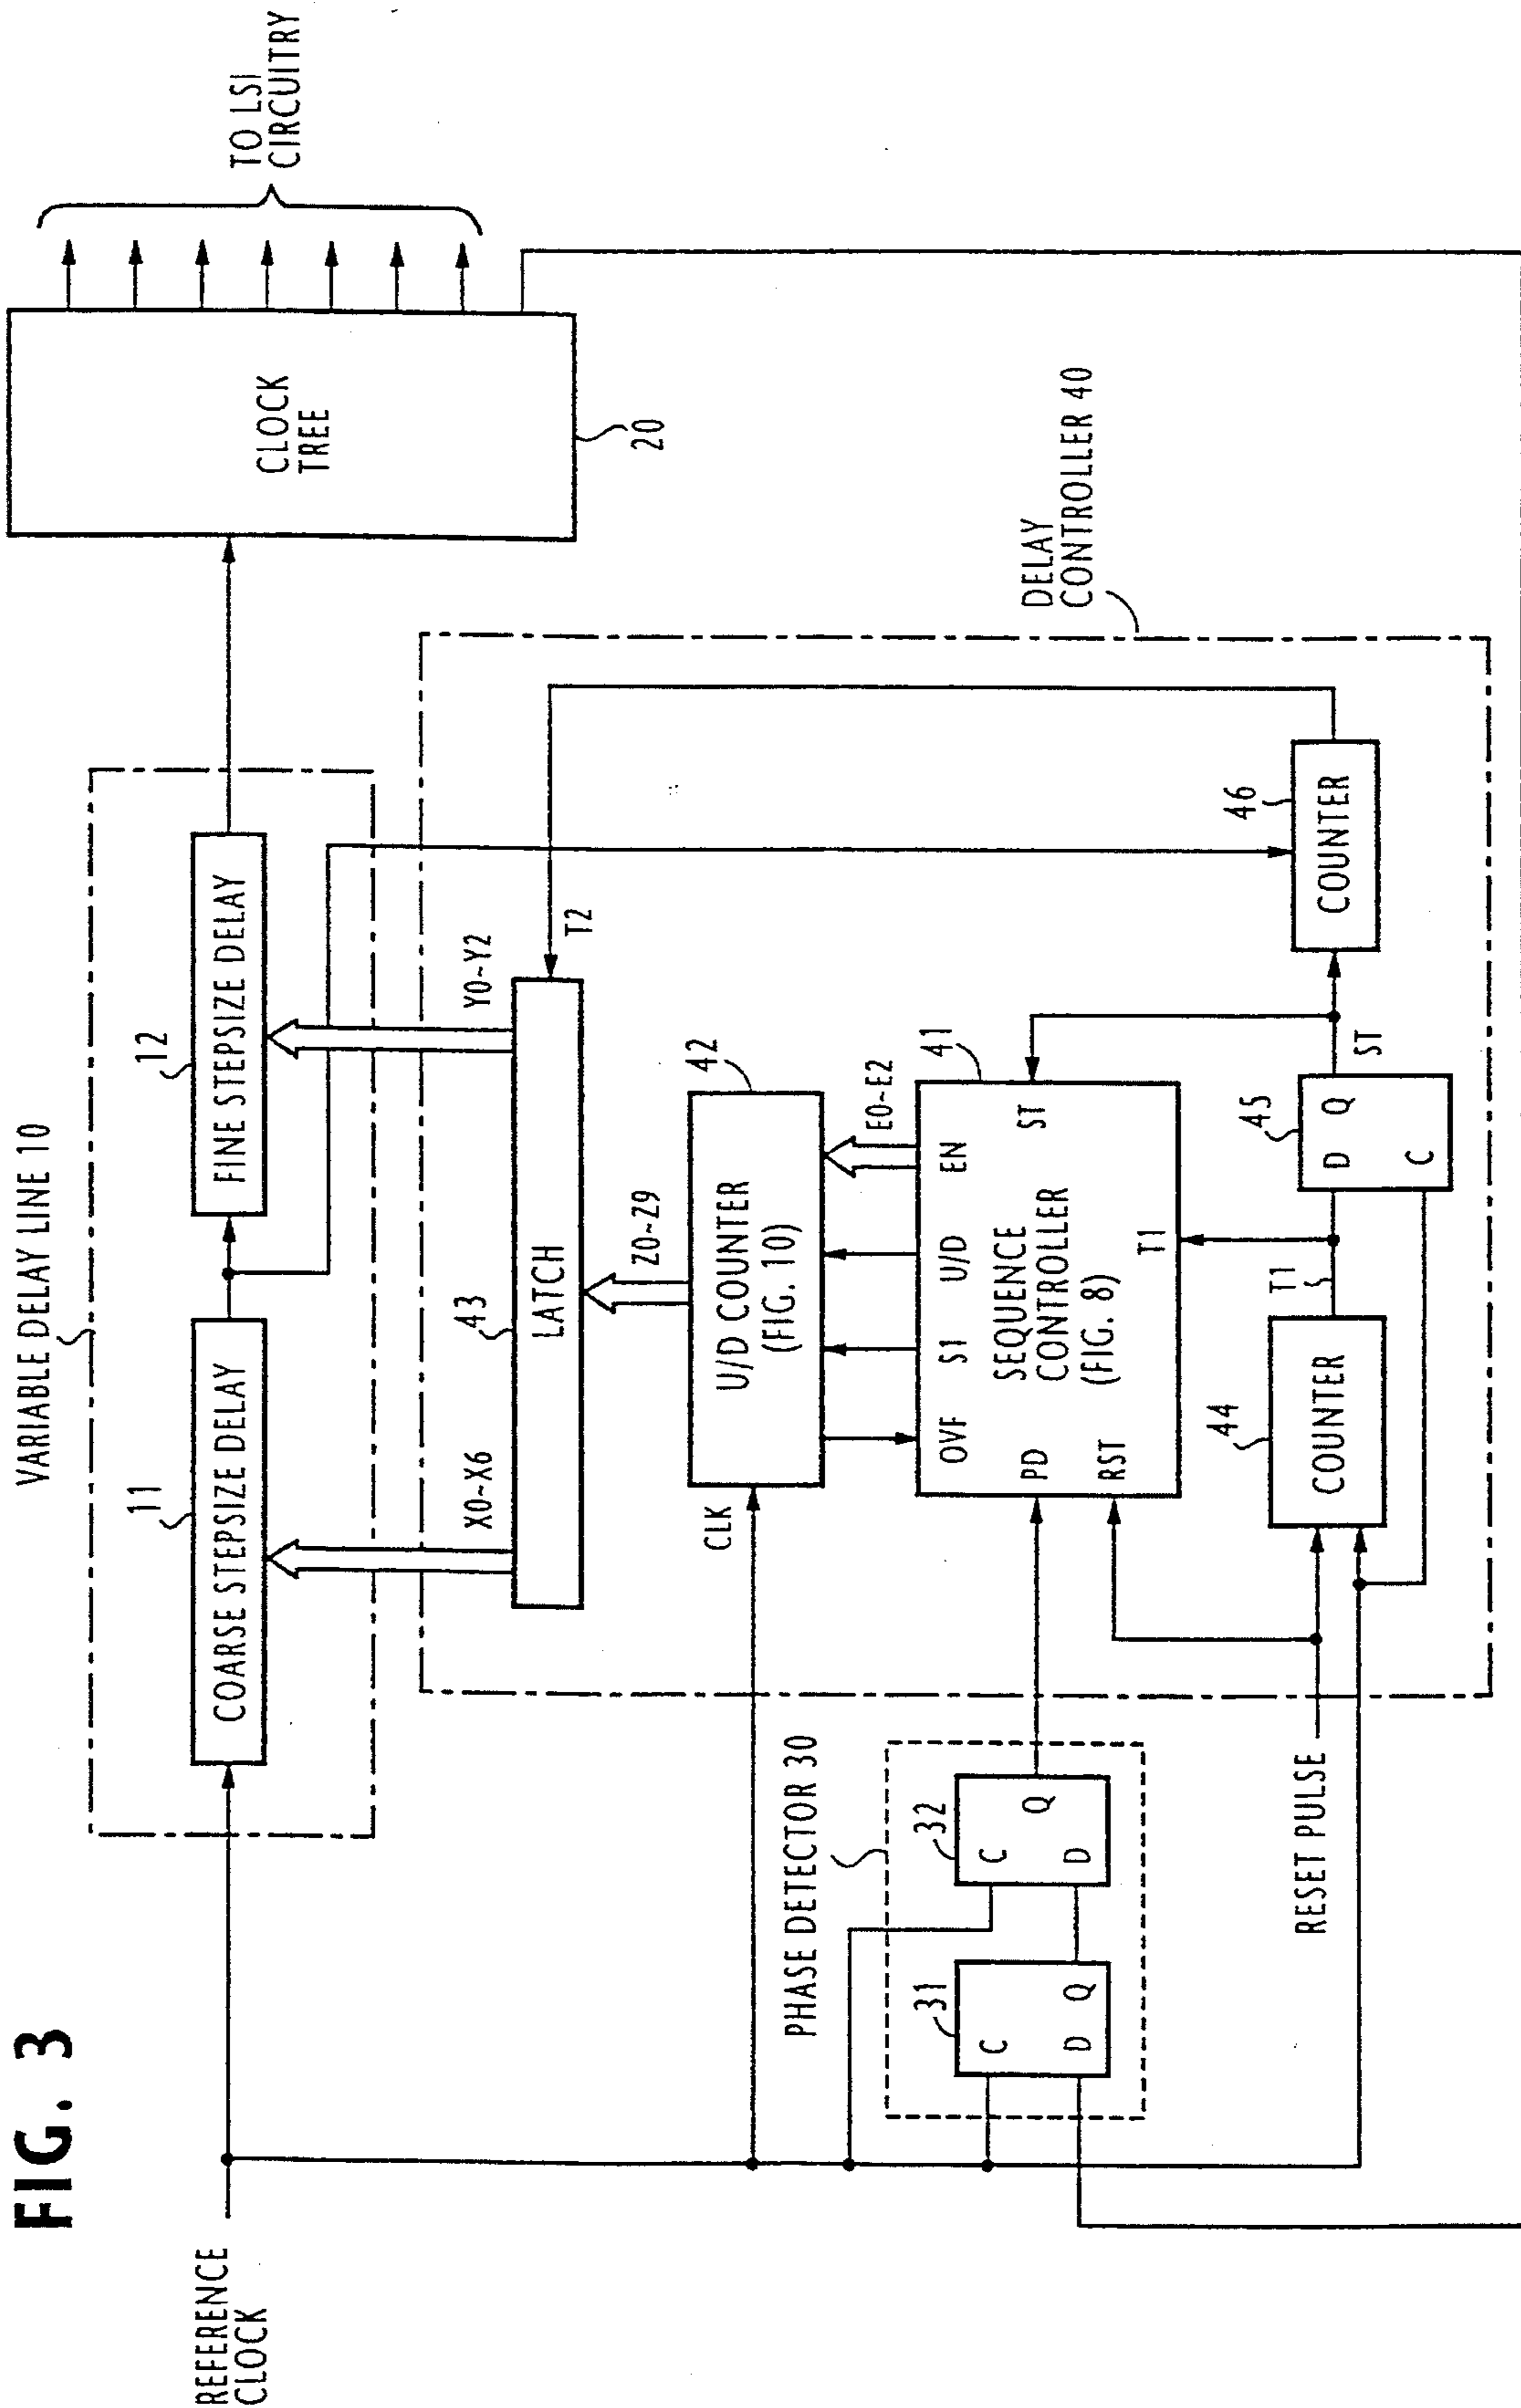 FIG. 3
VARIABLE DELAY LINE 10
REFERENCE
CLOCK
11
COARSE STEPSIZE DELAY
12
FINE STEPSIZE DELAY
CLOCK
TREE
20
TO LSI
CIRCUITRY
X0~X6
43
LATCH
Y0~Y2
T2
Z0~Z9
CLK
U/D COUNTER
(FIG. 10)
42
E0~E2
DELAY
CONTROLLER 40
PHASE DETECTOR 30
31
C
D
Q
32
C
D
Q
OVF
S1
U/D
EN
41
PD
SEQUENCE
CONTROLLER
(FIG. 8)
ST
RST
T1
RESET PULSE
44
COUNTER
T1
45
D
Q
C
ST
46
COUNTER